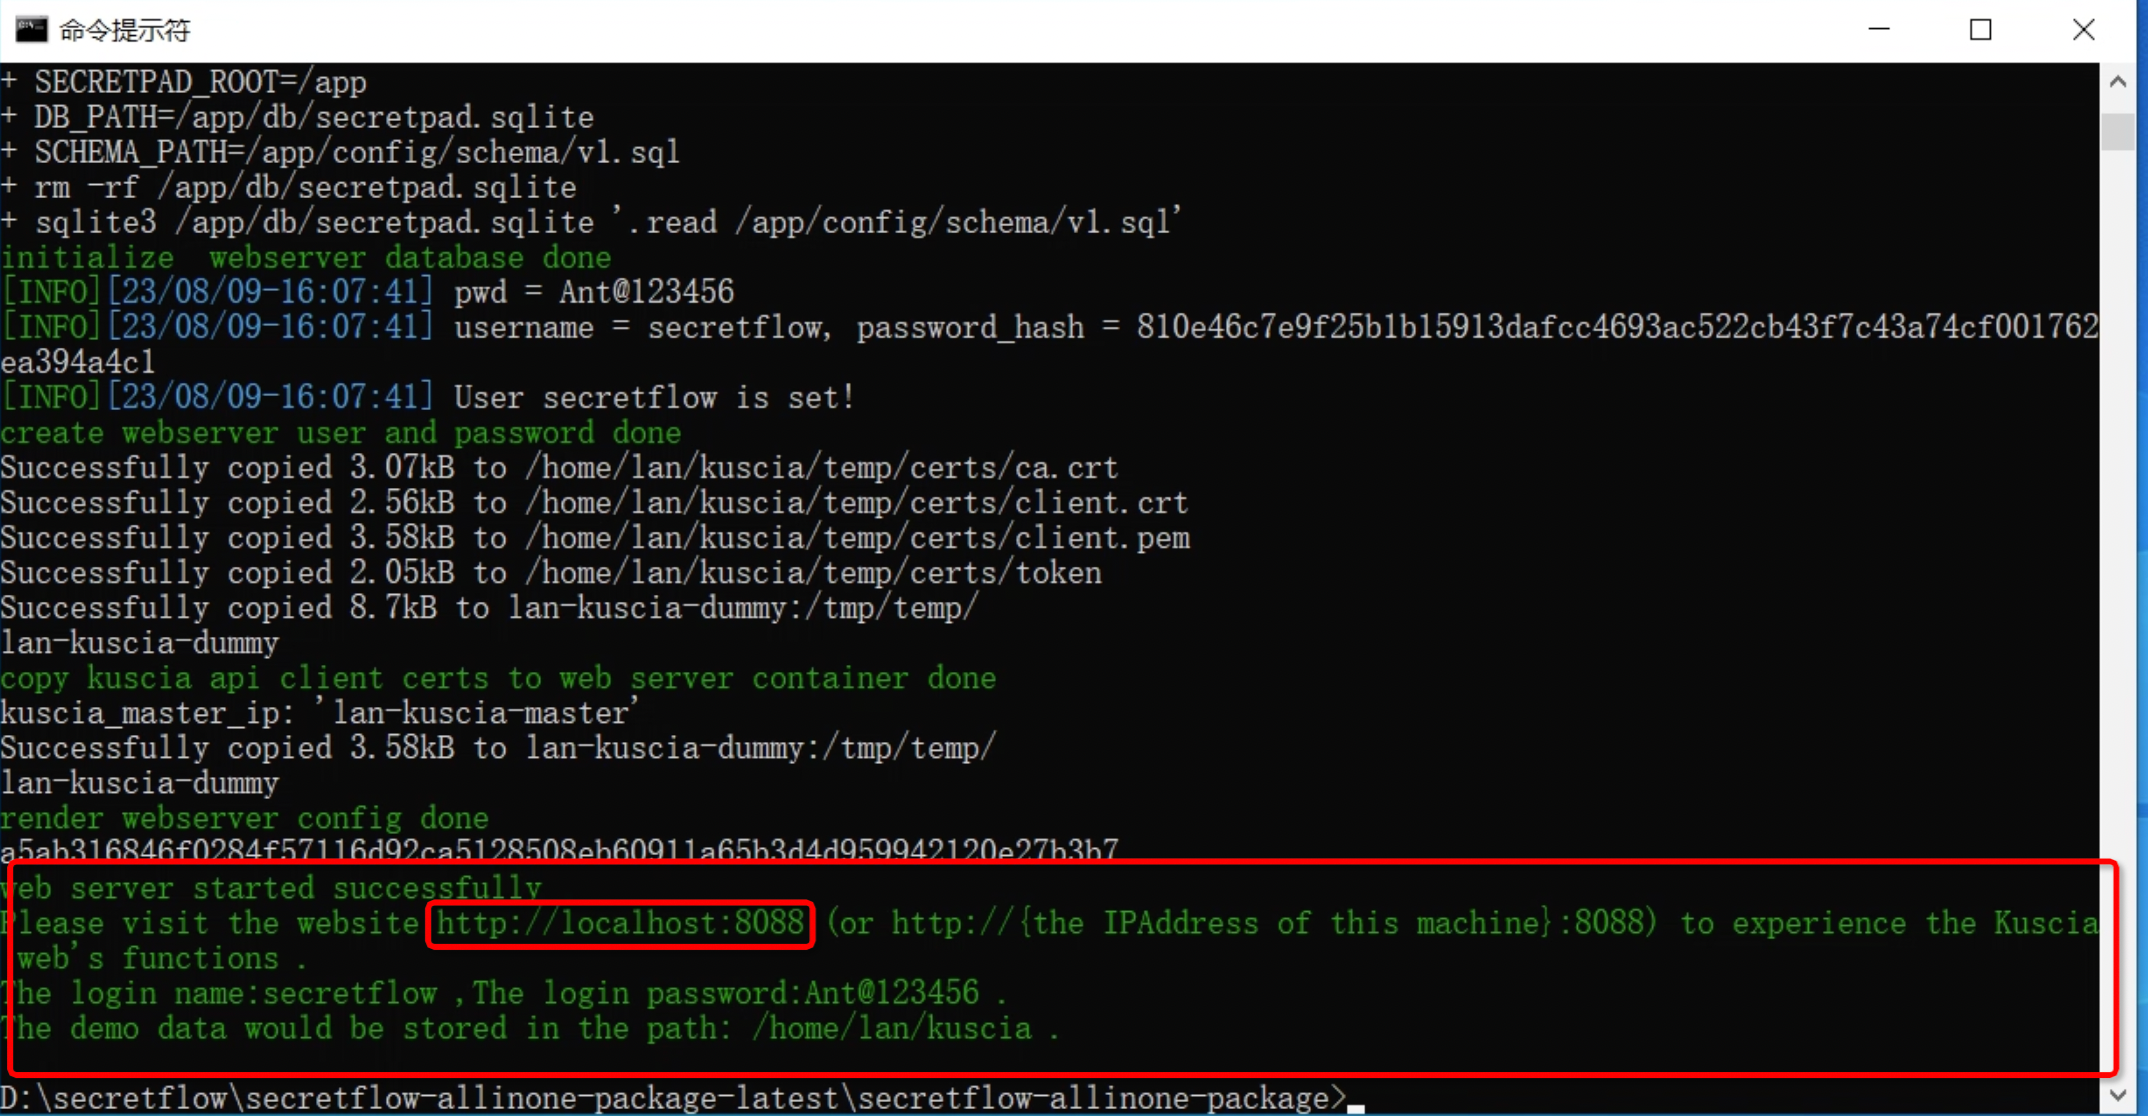 命令提示符
+ SECRETPAD_ROOT=/app
+ DB_PATH=/app/db/secretpad.sqlite
+ SCHEMA_PATH=/app/config/schema/v1.sql
+ rm -rf /app/db/secretpad.sqlite
+ sqlite3 /app/db/secretpad.sqlite '.read /app/config/schema/v1.sql'
initialize  webserver database done
[INFO][23/08/09-16:07:41] pwd = Ant@123456
[INFO][23/08/09-16:07:41] username = secretflow, password_hash = 810e46c7e9f25b1b15913dafcc4693ac522cb43f7c43a74cf001762
ea394a4c1
[INFO][23/08/09-16:07:41] User secretflow is set!
create webserver user and password done
Successfully copied 3.07kB to /home/lan/kuscia/temp/certs/ca.crt
Successfully copied 2.56kB to /home/lan/kuscia/temp/certs/client.crt
Successfully copied 3.58kB to /home/lan/kuscia/temp/certs/client.pem
Successfully copied 2.05kB to /home/lan/kuscia/temp/certs/token
Successfully copied 8.7kB to lan-kuscia-dummy:/tmp/temp/
lan-kuscia-dummy
copy kuscia api client certs to web server container done
kuscia_master_ip: 'lan-kuscia-master'
Successfully copied 3.58kB to lan-kuscia-dummy:/tmp/temp/
lan-kuscia-dummy
render webserver config done
a5ab316846f0284f57116d92ca5128508eb60911a65b3d4d959942120e27b3b7
web server started successfully
Please visit the website http://localhost:8088 (or http://{the IPAddress of this machine}:8088) to experience the Kuscia
web's functions .
The login name:secretflow ,The login password:Ant@123456 .
The demo data would be stored in the path: /home/lan/kuscia .
D:\secretflow\secretflow-allinone-package-latest\secretflow-allinone-package>